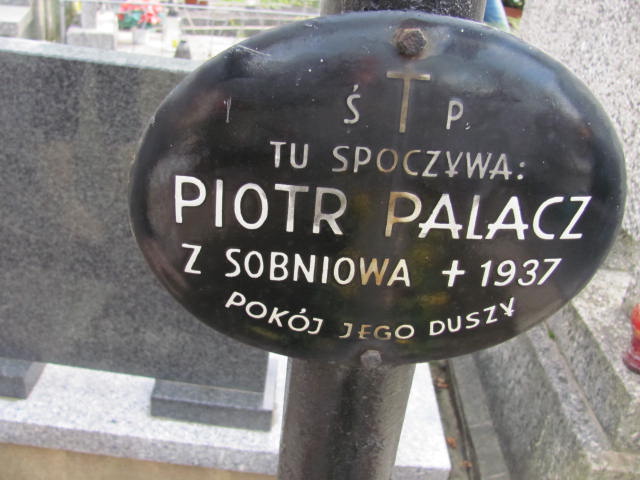 Ś † P.
TU SPOCZYWA:
PIOTR PALACZ
Z SOBNIOWA + 1937
POKÓJ JEGO DUSZY